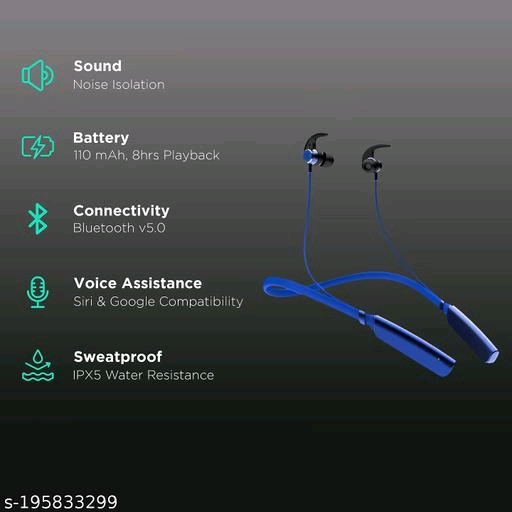 Sound
Noise Isolation
Battery
110 mAh, 8hrs Playback
Connectivity
Bluetooth v5.0
Voice Assistance
Siri & Google Compatibility
Sweatproof
IPX5 Water Resistance
s-195833299